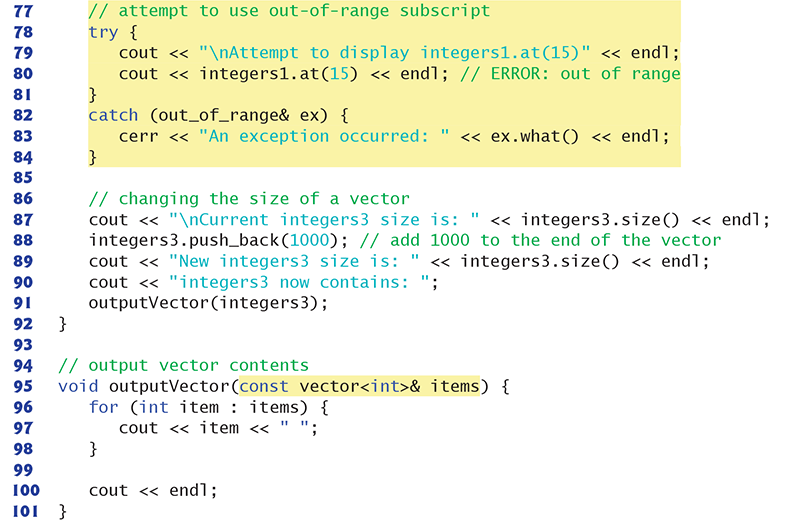 77 // attempt to use out-of-range subscript
78 try {
79 cout << "\nAttempt to display integers1.at(15)" << endl;
80 cout << integers1.at(15) << endl; // ERROR: out of range
81 }
82 catch (out_of_range& ex) {
83 cerr << "An exception occurred: " << ex.what() << endl;
84 }
85
86 // changing the size of a vector
87 cout << "\nCurrent integers3 size is: " << integers3.size() << endl;
88 integers3.push_back(1000); // add 1000 to the end of the vector
89 cout << "New integers3 size is: " << integers3.size() << endl;
90 cout << "integers3 now contains: ";
91 outputVector(integers3);
92 }
93
94 // output vector contents
95 void outputVector(const vector<int>& items) {
96 for (int item : items) {
97 cout << item << " ";
98 }
99
100 cout << endl;
101 }